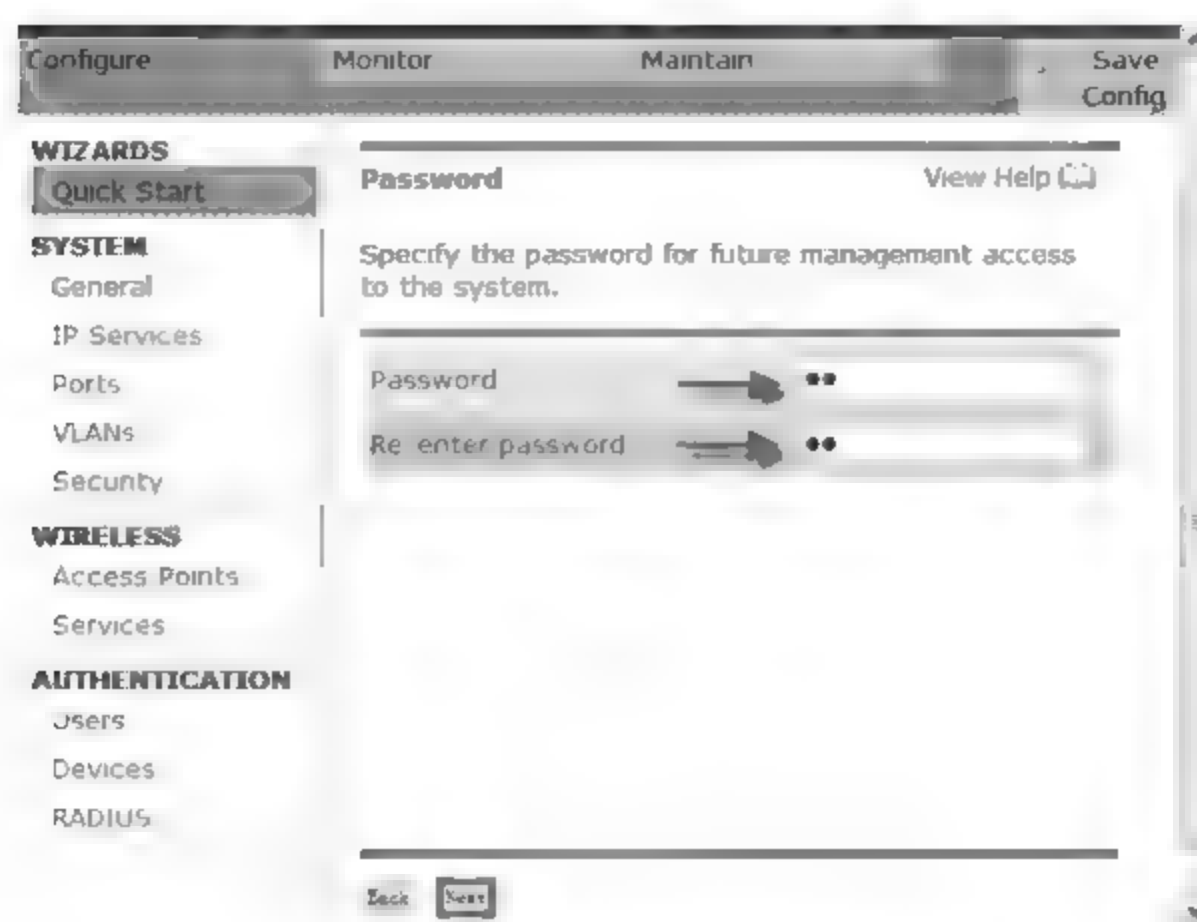 Configure Monitor Maintain Save
Config
WIZARDS
Quick Start
SYSTEM
General
IP Services
Ports
VLANs
Security
WIRELESS
Access Points
Services
AUTHENTICATION
Users
Devices
RADIUS
Password View Help
Specify the password for future management access
to the system.
Password ••
Re enter password ••
Back Next